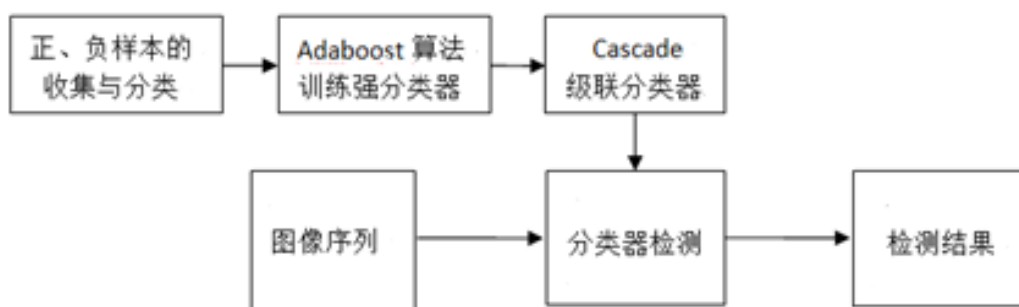 正、负样本的
收集与分类
Adaboost 算法
训练强分类器
Cascade
级联分类器
图像序列
分类器检测
检测结果